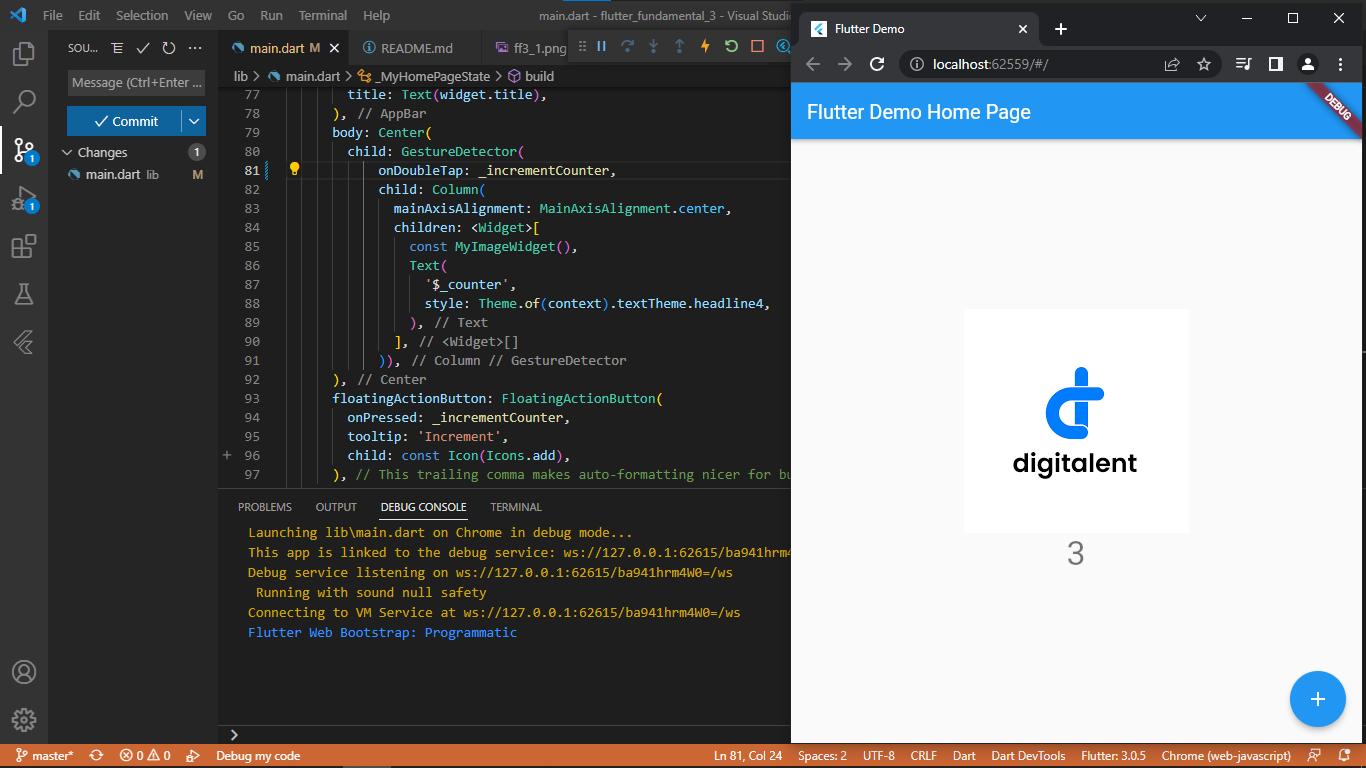 File Edit Selection View Go Run Terminal Help
main.dart - flutter_fundamental_3 - Visual Studio
SOU...
Message (Ctrl+Enter ...
Commit
Changes 1
main.dart lib M
1
1
main.dart M
README.md
ff3_1.png
lib > main.dart > _MyHomePageState > build
77 title: Text(widget.title),
78 ), // AppBar
79 body: Center(
80 child: GestureDetector(
81 onDoubleTap: _incrementCounter,
82 child: Column(
83 mainAxisAlignment: MainAxisAlignment.center,
84 children: <Widget>[
85 const MyImageWidget(),
86 Text(
87 '$_counter',
88 style: Theme.of(context).textTheme.headline4,
89 ), // Text
90 ], // <Widget>[]
91 )), // Column // GestureDetector
92 ), // Center
93 floatingActionButton: FloatingActionButton(
94 onPressed: _incrementCounter,
95 tooltip: 'Increment',
96 child: const Icon(Icons.add),
97 ), // This trailing comma makes auto-formatting nicer for bu
PROBLEMS OUTPUT DEBUG CONSOLE TERMINAL
Launching lib\main.dart on Chrome in debug mode...
This app is linked to the debug service: ws://127.0.0.1:62615/ba941hrm4
Debug service listening on ws://127.0.0.1:62615/ba941hrm4W0=/ws
Running with sound null safety
Connecting to VM Service at ws://127.0.0.1:62615/ba941hrm4W0=/ws
Flutter Web Bootstrap: Programmatic
Flutter Demo
localhost:62559/#/
Flutter Demo Home Page
DEBUG
digitalent
3
master* 0 0 Debug my code Ln 81, Col 24 Spaces: 2 UTF-8 CRLF Dart Dart DevTools Flutter: 3.0.5 Chrome (web-javascript)